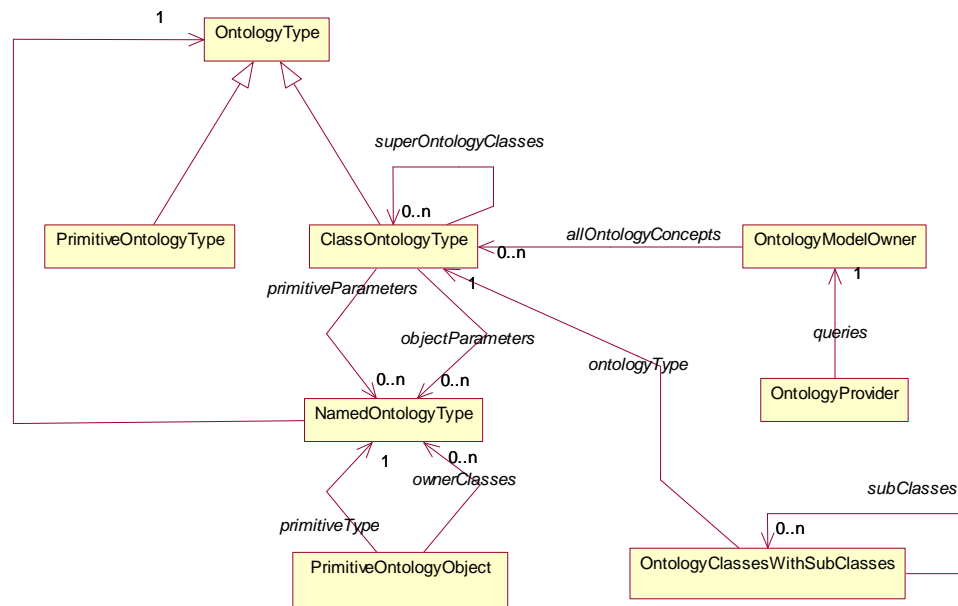 1
OntologyType
superOntologyClasses
0..n
PrimitiveOntologyType
ClassOntologyType
allOntologyConcepts
0..n
OntologyModelOwner
1
1
primitiveParameters
objectParameters
queries
ontologyType
0..n
0..n
OntologyProvider
NamedOntologyType
1
0..n
ownerClasses
subClasses
primitiveType
0..n
PrimitiveOntologyObject
OntologyClassesWithSubClasses